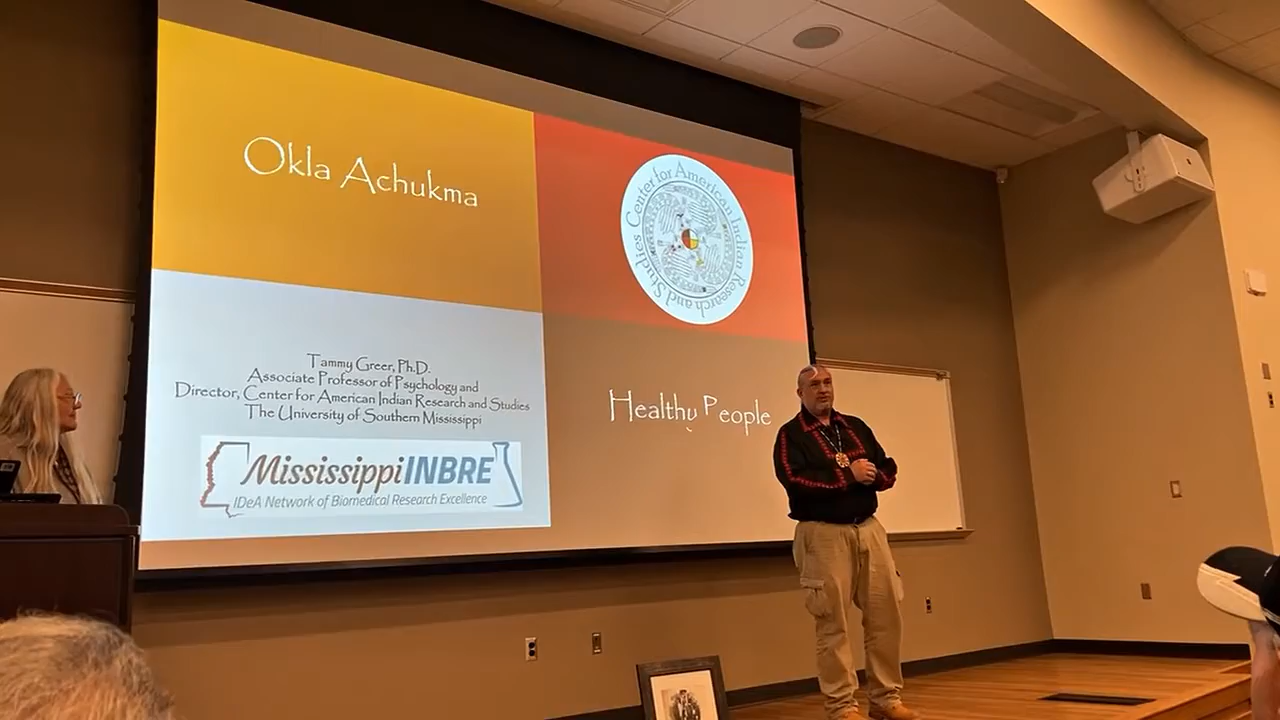 Okla Achukma
Center for American Indian Research and Studies
Tammy Greer, Ph.D.
Associate Professor of Psychology and
Director, Center for American Indian Research and Studies
The University of Southern Mississippi
Healthy People
MississippiINBRE
IDeA Network of Biomedical Research Excellence